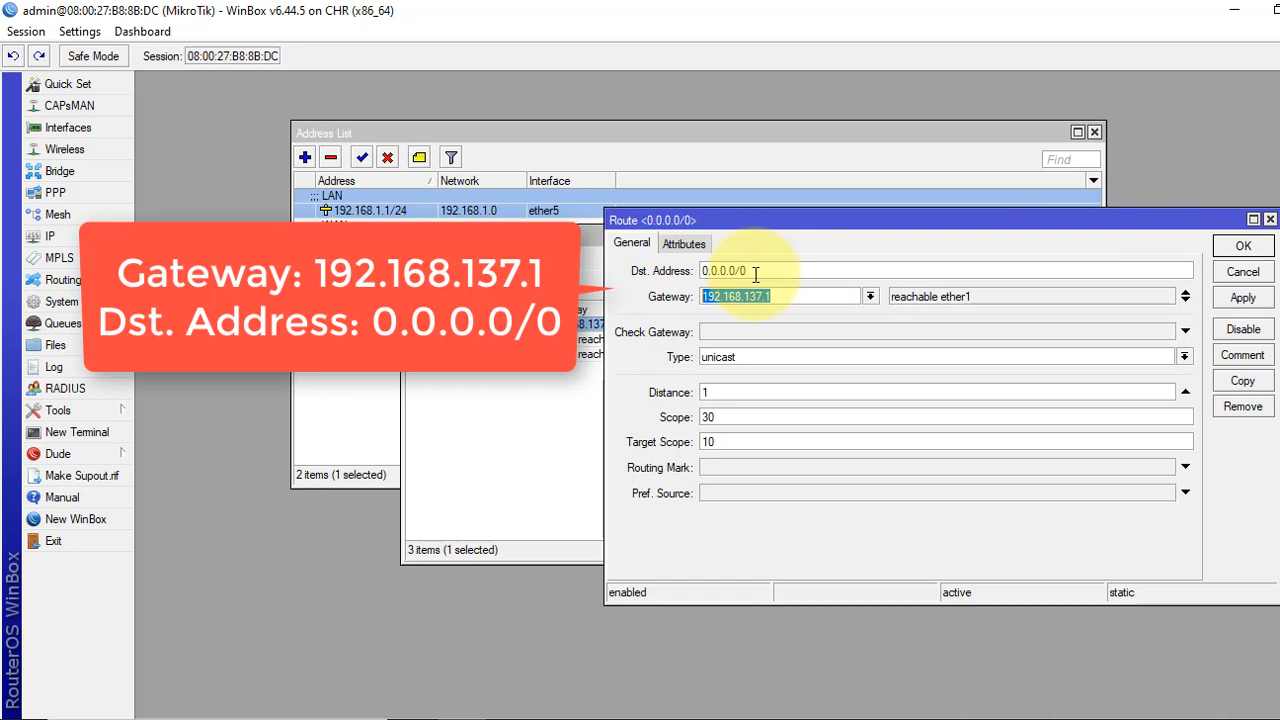 admin@08:00:27:B8:8B:DC (MikroTik) - WinBox v6.44.5 on CHR (x86_64)
Session Settings Dashboard
Safe Mode Session: 08:00:27:B8:8B:DC
Quick Set
CAPsMAN
Interfaces
Wireless
Bridge
PPP
Mesh
IP
MPLS
Routing
System
Queues
Files
Log
RADIUS
Tools
New Terminal
Dude
Make Supout.rif
Manual
New WinBox
Exit
RouterOS WinBox
Address List
Find
Address Network Interface
;;; LAN
192.168.1.1/24 192.168.1.0 ether5
2 items (1 selected)
3 items (1 selected)
Gateway: 192.168.137.1
Dst. Address: 0.0.0.0/0
Route <0.0.0.0/0>
General Attributes
Dst. Address: 0.0.0.0/0
Gateway: 192.168.137.1 reachable ether1
Check Gateway:
Type: unicast
Distance: 1
Scope: 30
Target Scope: 10
Routing Mark:
Pref. Source:
OK
Cancel
Apply
Disable
Comment
Copy
Remove
enabled active static